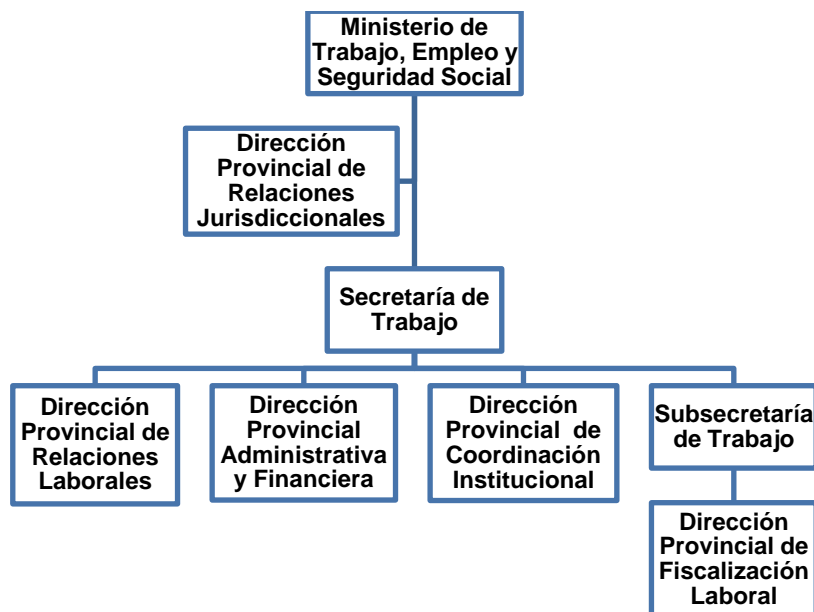 Ministerio de
Trabajo, Empleo y
Seguridad Social
Dirección
Provincial de
Relaciones
Jurisdiccionales
Secretaría de
Trabajo
Dirección
Provincial de
Relaciones
Laborales
Dirección
Provincial
Administrativa
y Financiera
Dirección
Provincial de
Coordinación
Institucional
Subsecretaría
de Trabajo
Dirección
Provincial de
Fiscalización
Laboral